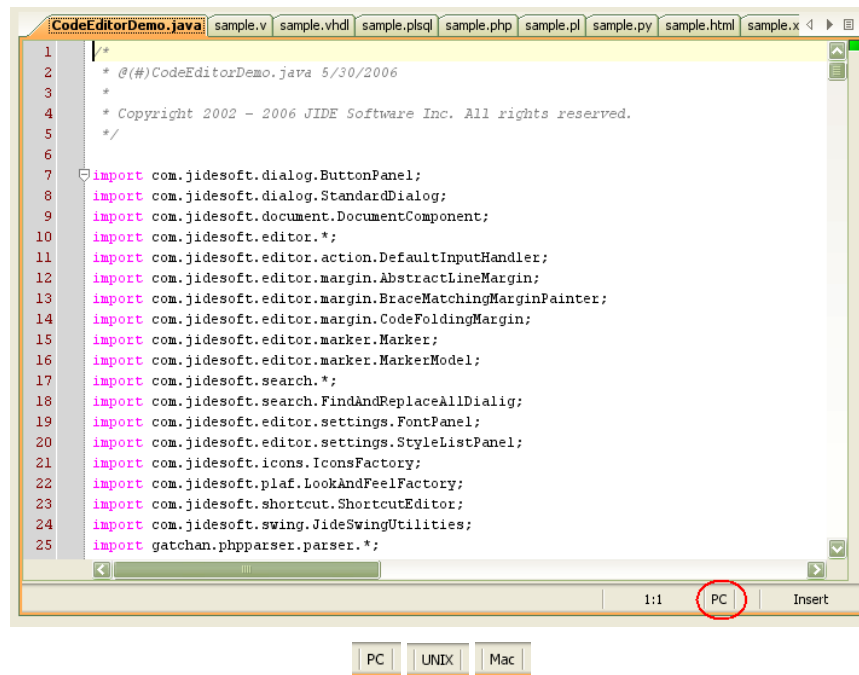 CodeEditorDemo.java sample.v sample.vhdl sample.plsql sample.php sample.pl sample.py sample.html sample.x
1 /*
2 * @(#)CodeEditorDemo.java 5/30/2006
3 *
4 * Copyright 2002 - 2006 JIDE Software Inc. All rights reserved.
5 */
6
7 import com.jidesoft.dialog.ButtonPanel;
8 import com.jidesoft.dialog.StandardDialog;
9 import com.jidesoft.document.DocumentComponent;
10 import com.jidesoft.editor.*;
11 import com.jidesoft.editor.action.DefaultInputHandler;
12 import com.jidesoft.editor.margin.AbstractLineMargin;
13 import com.jidesoft.editor.margin.BraceMatchingMarginPainter;
14 import com.jidesoft.editor.margin.CodeFoldingMargin;
15 import com.jidesoft.editor.marker.Marker;
16 import com.jidesoft.editor.marker.MarkerModel;
17 import com.jidesoft.search.*;
18 import com.jidesoft.search.FindAndReplaceAllDialig;
19 import com.jidesoft.editor.settings.FontPanel;
20 import com.jidesoft.editor.settings.StyleListPanel;
21 import com.jidesoft.icons.IconsFactory;
22 import com.jidesoft.plaf.LookAndFeelFactory;
23 import com.jidesoft.shortcut.ShortcutEditor;
24 import com.jidesoft.swing.JideSwingUtilities;
25 import gatchan.phpparser.parser.*;
1:1 PC Insert
PC UNIX Mac